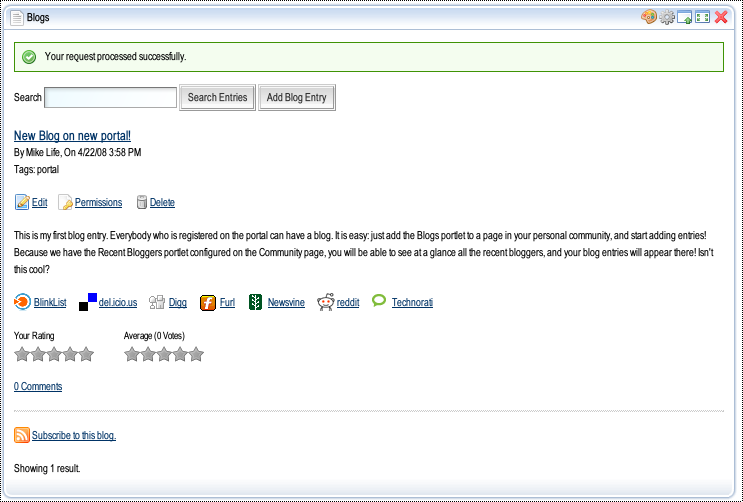 Blogs
Your request processed successfully.
Search Search Entries Add Blog Entry
New Blog on new portal!
By Mike Life, On 4/22/08 3:58 PM
Tags: portal
Edit Permissions Delete
This is my first blog entry. Everybody who is registered on the portal can have a blog. It is easy: just add the Blogs portlet to a page in your personal community, and start adding entries!
Because we have the Recent Bloggers portlet configured on the Community page, you will be able to see at a glance all the recent bloggers, and your blog entries will appear there! Isn't
this cool?
BlinkList del.icio.us Digg Furl Newsvine reddit Technorati
Your Rating Average (0 Votes)
0 Comments
Subscribe to this blog.
Showing 1 result.